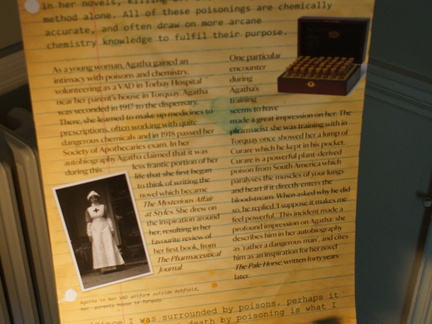 in her novels, killing
method alone. All of these poisonings are chemically
accurate, and often draw on more arcane
chemistry knowledge to fulfil their purpose.
As a young woman, Agatha gained an
intimacy with poisons and chemistry.
volunteering as a VAD in Torbay Hospital
near her parent's house in Torquay. Agatha
was seconded in 1917 to the dispensary.
There, she learned to make up medicines to
prescriptions, often working with quite
dangerous chemicals and in 1918 passed her
Society of Apothecaries exam. In her
autobiography Agatha claimed that it was
during this less frantic portion of her
life that she first began
to think of writing the
novel which became
The Mysterious Affair
at Styles. She drew on
the inspiration around
her, resulting in her
favourite review of
her first book, from
The Pharmaceutical
Journal.
Agatha in her VAD uniform outside Ashfield,
her parents house in Torquay.
One particular
encounter
during
Agatha's
training
seems to have
made a great impression on her. The
pharmacist she was training with in
Torquay once showed her a lump of
Curare which he kept in his pocket.
Curare is a powerful plant-derived
poison from South America which
paralyses the muscles of your lungs
and heart if it directly enters the
bloodstream. When asked why he did
so, he replied, 'I suppose it makes me
feel powerful.' This incident made a
profound impression on Agatha: she
describes him in her autobiography
as 'rather a dangerous man', and cites
him as an inspiration for her novel
The Pale Horse, written forty years
later.
since I was surrounded by poisons, perhaps it
death by poisoning is what I